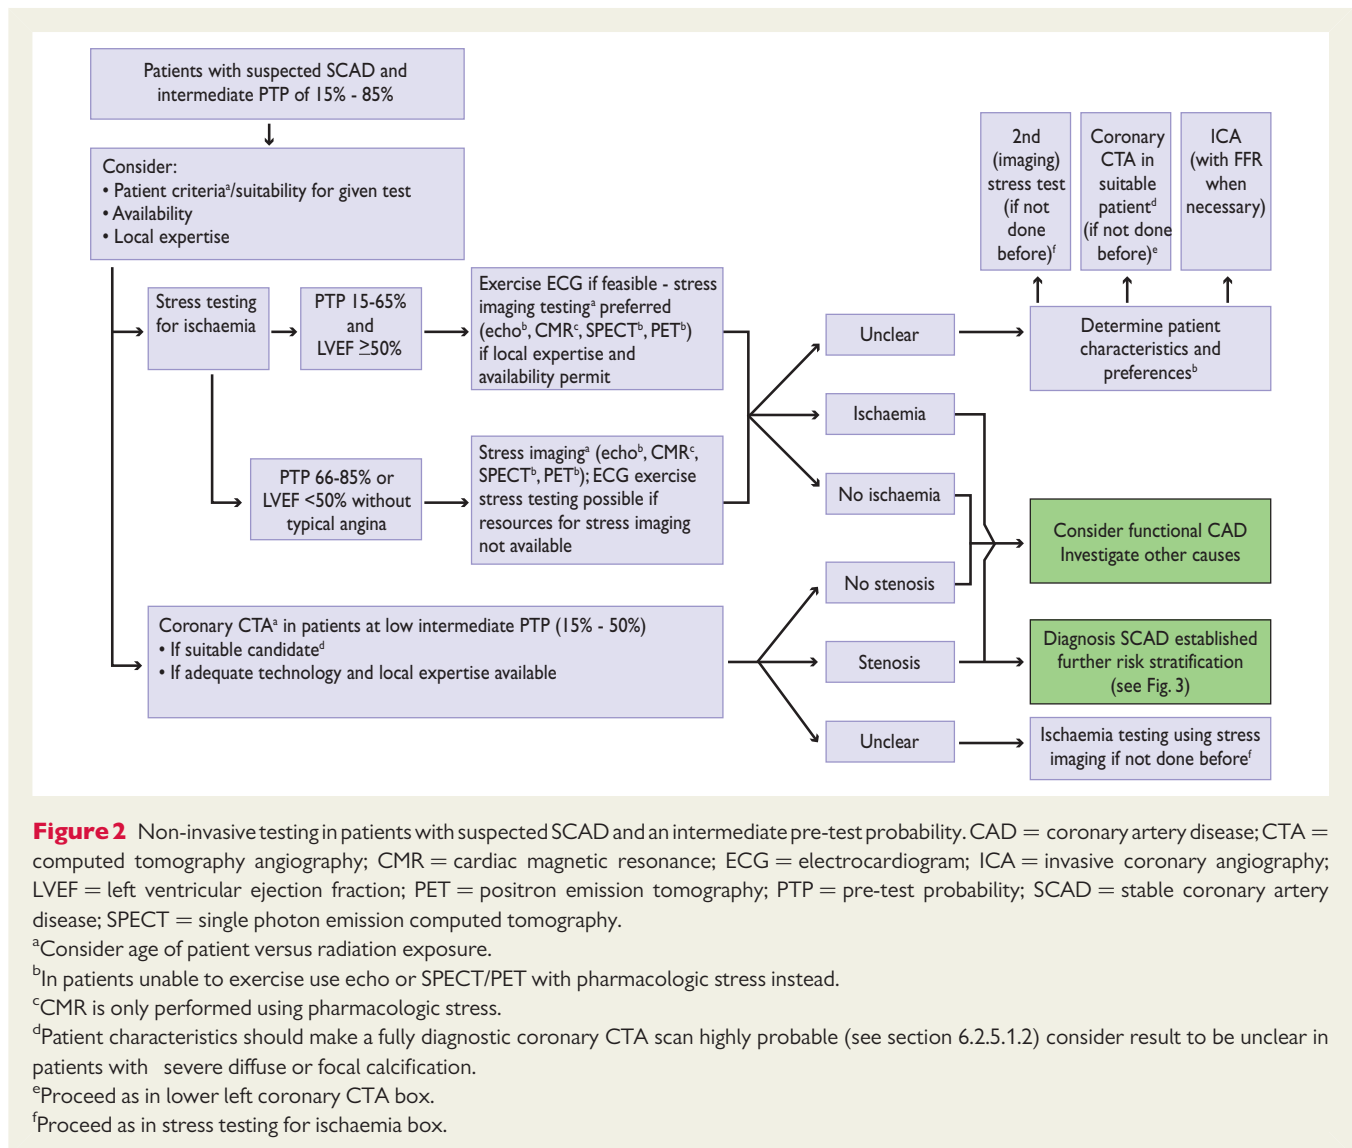 Patients with suspected SCAD and
intermediate PTP of 15% - 85%
Consider:
• Patient criteriaᵃ/suitability for given test
• Availability
• Local expertise
Stress testing
for ischaemia
PTP 15-65%
and
LVEF ≥50%
Exercise ECG if feasible - stress
imaging testingᵃ preferred
(echoᵇ, CMRᶜ, SPECTᵇ, PETᵇ)
if local expertise and
availability permit
PTP 66-85% or
LVEF <50% without
typical angina
Stress imagingᵃ (echoᵇ, CMRᶜ,
SPECTᵇ, PETᵇ); ECG exercise
stress testing possible if
resources for stress imaging
not available
Coronary CTAᵃ in patients at low intermediate PTP (15% - 50%)
• If suitable candidateᵈ
• If adequate technology and local expertise available
Unclear
Ischaemia
No ischaemia
No stenosis
Stenosis
Unclear
2nd
(imaging)
stress test
(if not
done
before)ᶠ
Coronary
CTA in
suitable
patientᵈ
(if not done
before)ᵉ
ICA
(with FFR
when
necessary)
Determine patient
characteristics and
preferencesᵇ
Consider functional CAD
Investigate other causes
Diagnosis SCAD established
further risk stratification
(see Fig. 3)
Ischaemia testing using stress
imaging if not done beforeᶠ
Figure 2 Non-invasive testing in patients with suspected SCAD and an intermediate pre-test probability. CAD = coronary artery disease; CTA =
computed tomography angiography; CMR = cardiac magnetic resonance; ECG = electrocardiogram; ICA = invasive coronary angiography;
LVEF = left ventricular ejection fraction; PET = positron emission tomography; PTP = pre-test probability; SCAD = stable coronary artery
disease; SPECT = single photon emission computed tomography.
ᵃConsider age of patient versus radiation exposure.
ᵇIn patients unable to exercise use echo or SPECT/PET with pharmacologic stress instead.
ᶜCMR is only performed using pharmacologic stress.
ᵈPatient characteristics should make a fully diagnostic coronary CTA scan highly probable (see section 6.2.5.1.2) consider result to be unclear in
patients with severe diffuse or focal calcification.
ᵉProceed as in lower left coronary CTA box.
ᶠProceed as in stress testing for ischaemia box.